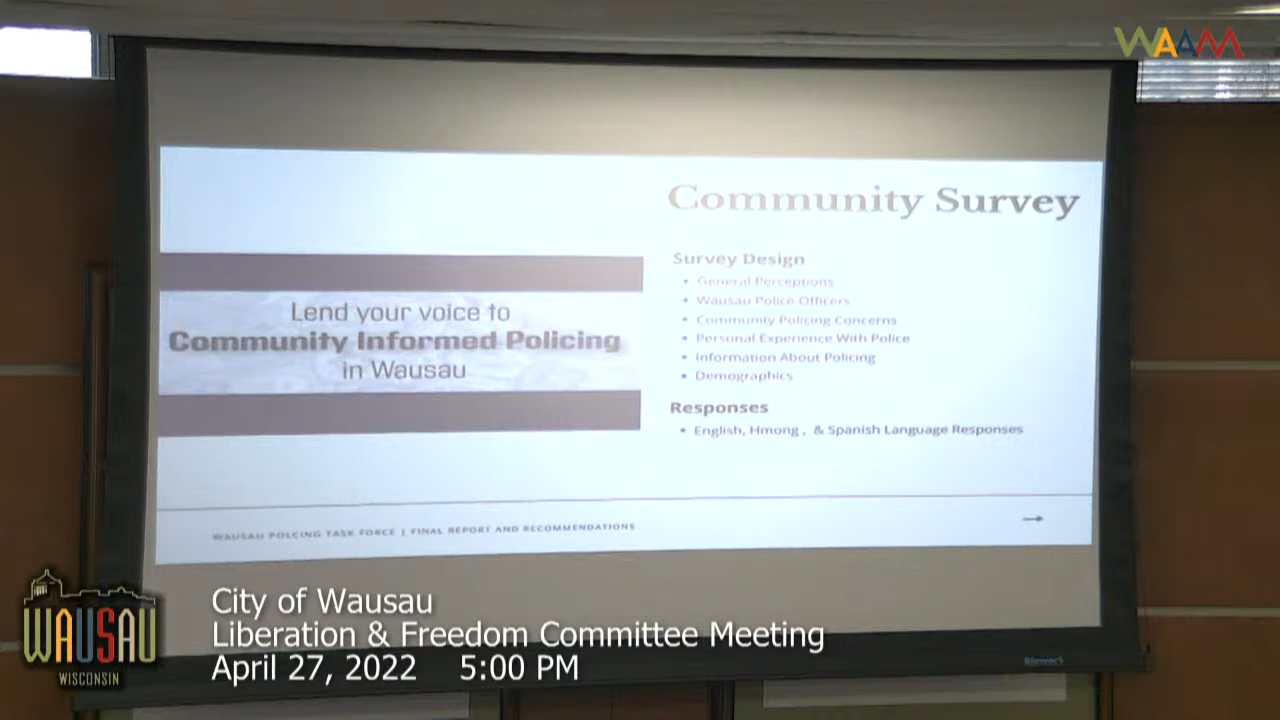 WAAM
Community Survey
Survey Design
• General Perceptions
• Wausau Police Officers
• Community Policing Concerns
• Personal Experience With Police
• Information About Policing
• Demographics
Responses
• English, Hmong , & Spanish Language Responses
Lend your voice to
Community Informed Policing
in Wausau
WAUSAU POLCING TASK FORCE | FINAL REPORT AND RECOMMENDATIONS
Stewart
WAUSAU
WISCONSIN
City of Wausau
Liberation & Freedom Committee Meeting
April 27, 2022 5:00 PM